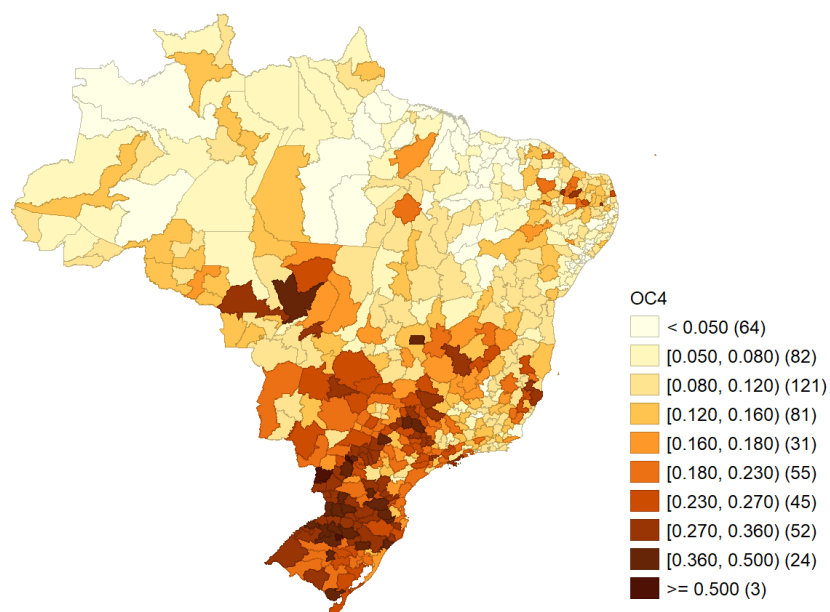 OC4
< 0.050 (64)
[0.050, 0.080) (82)
[0.080, 0.120) (121)
[0.120, 0.160) (81)
[0.160, 0.180) (31)
[0.180, 0.230) (55)
[0.230, 0.270) (45)
[0.270, 0.360) (52)
[0.360, 0.500) (24)
>= 0.500 (3)